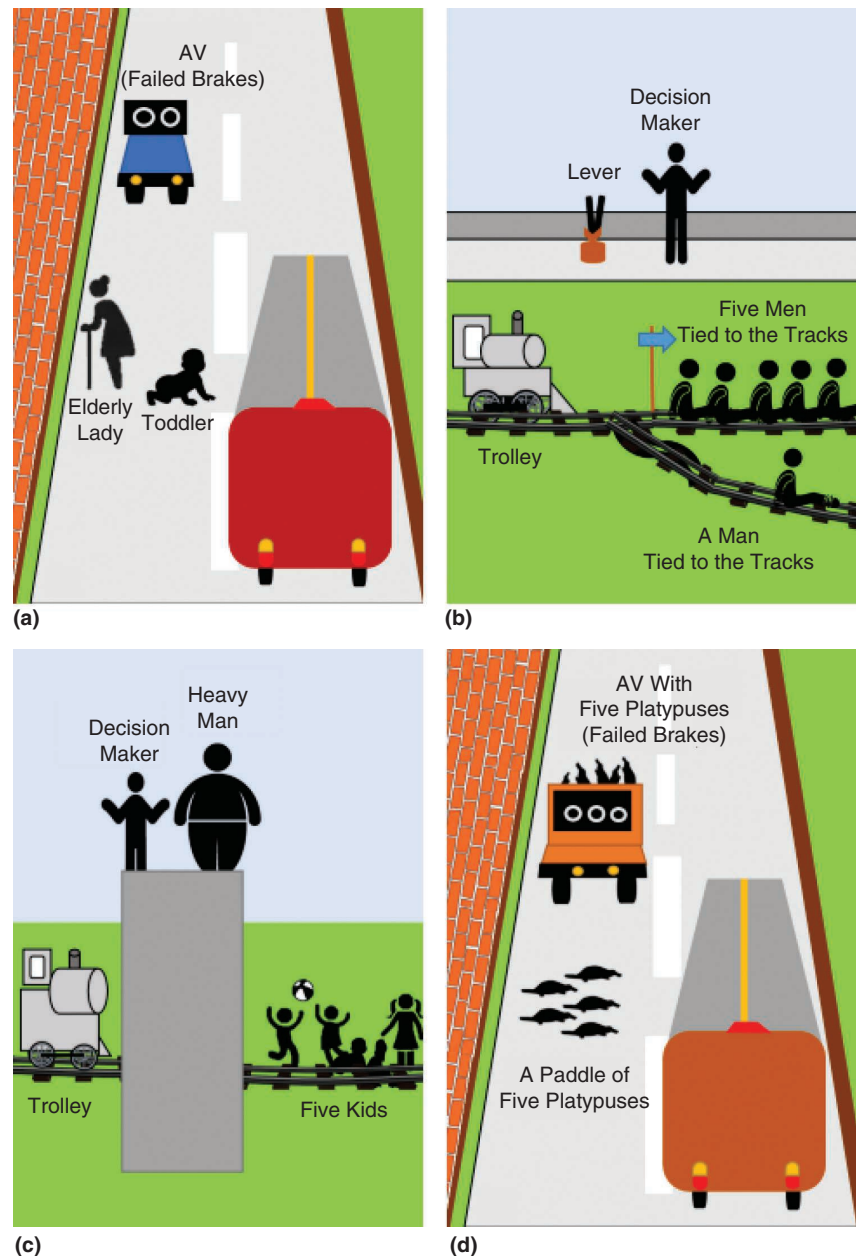 AV
(Failed Brakes)
Elderly
Lady
Toddler
(a)
Decision
Maker
Lever
Five Men
Tied to the Tracks
Trolley
A Man
Tied to the Tracks
(b)
Heavy
Man
Decision
Maker
Trolley
Five Kids
(c)
AV With
Five Platypuses
(Failed Brakes)
A Paddle of
Five Platypuses
(d)